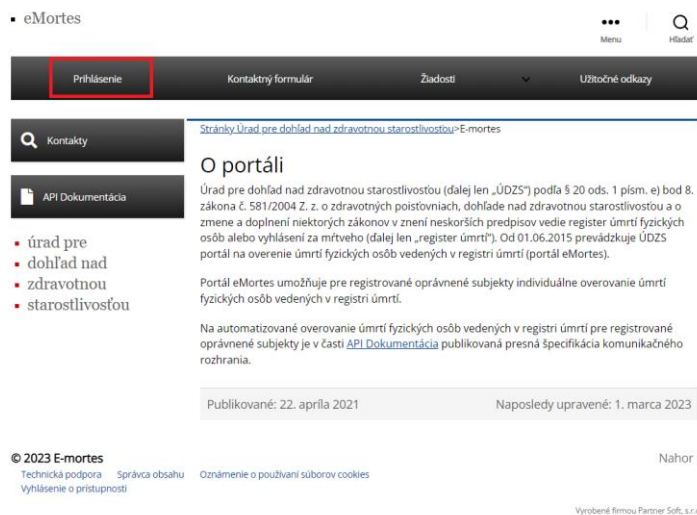 eMortes
Menu
Hľadať
Prihlásenie
Kontaktný formulár
Žiadosti
Užitočné odkazy
Kontakty
API Dokumentácia
úrad pre
dohľad nad
zdravotnou
starostlivosťou
Stránky Úrad pre dohľad nad zdravotnou starostlivosťou>E-mortes
O portáli
Úrad pre dohľad nad zdravotnou starostlivosťou (ďalej len „ÚDZS“) podľa § 20 ods. 1 písm. e) bod 8.
zákona č. 581/2004 Z. z. o zdravotných poisťovniach, dohľade nad zdravotnou starostlivosťou a o
zmene a doplnení niektorých zákonov v znení neskorších predpisov vedie register úmrtí fyzických
osôb alebo vyhlásení za mŕtveho (ďalej len „register úmrtí“). Od 01.06.2015 prevádzkuje ÚDZS
portál na overenie úmrtí fyzických osôb vedených v registri úmrtí (portál eMortes).
Portál eMortes umožňuje pre registrované oprávnené subjekty individuálne overovanie úmrtí
fyzických osôb vedených v registri úmrtí.
Na automatizované overovanie úmrtí fyzických osôb vedených v registri úmrtí pre registrované
oprávnené subjekty je v časti API Dokumentácia publikovaná presná špecifikácia komunikačného
rozhrania.
Publikované: 22. apríla 2021
Naposledy upravené: 1. marca 2023
© 2023 E-mortes
Nahor
Technická podpora
Správca obsahu
Oznámenie o používaní súborov cookies
Vyhlásenie o prístupnosti
Vyrobené firmou Partner Soft, s.r.o